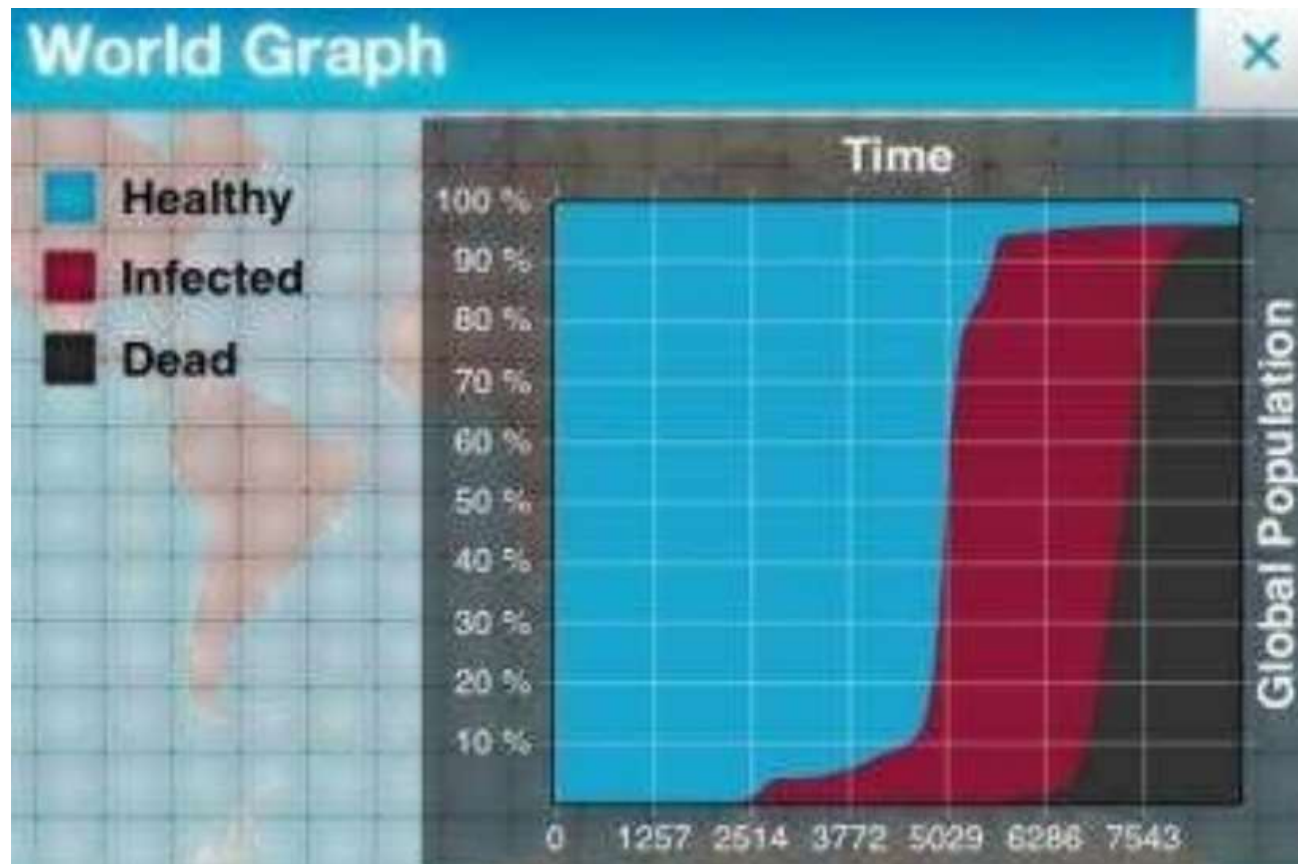 World Graph
×
Healthy
Infected
Dead
Time
100 %
90 %
80 %
70 %
60 %
50 %
40 %
30 %
20 %
10 %
0 1257 2514 3772 5029 6286 7543
Global Population